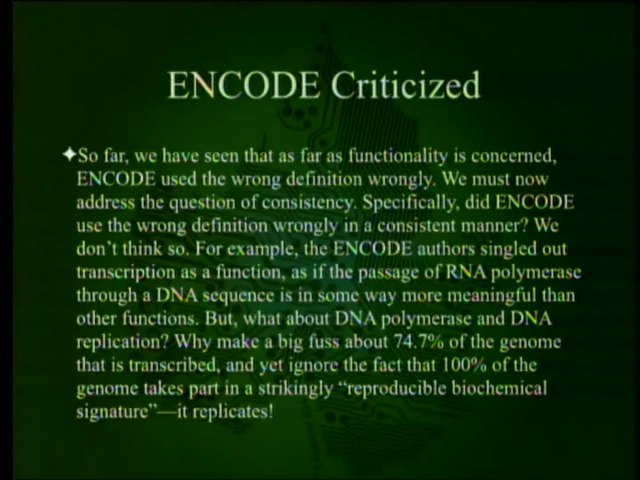 ENCODE Criticized
✦So far, we have seen that as far as functionality is concerned,
ENCODE used the wrong definition wrongly. We must now
address the question of consistency. Specifically, did ENCODE
use the wrong definition wrongly in a consistent manner? We
don't think so. For example, the ENCODE authors singled out
transcription as a function, as if the passage of RNA polymerase
through a DNA sequence is in some way more meaningful than
other functions. But, what about DNA polymerase and DNA
replication? Why make a big fuss about 74.7% of the genome
that is transcribed, and yet ignore the fact that 100% of the
genome takes part in a strikingly “reproducible biochemical
signature”—it replicates!